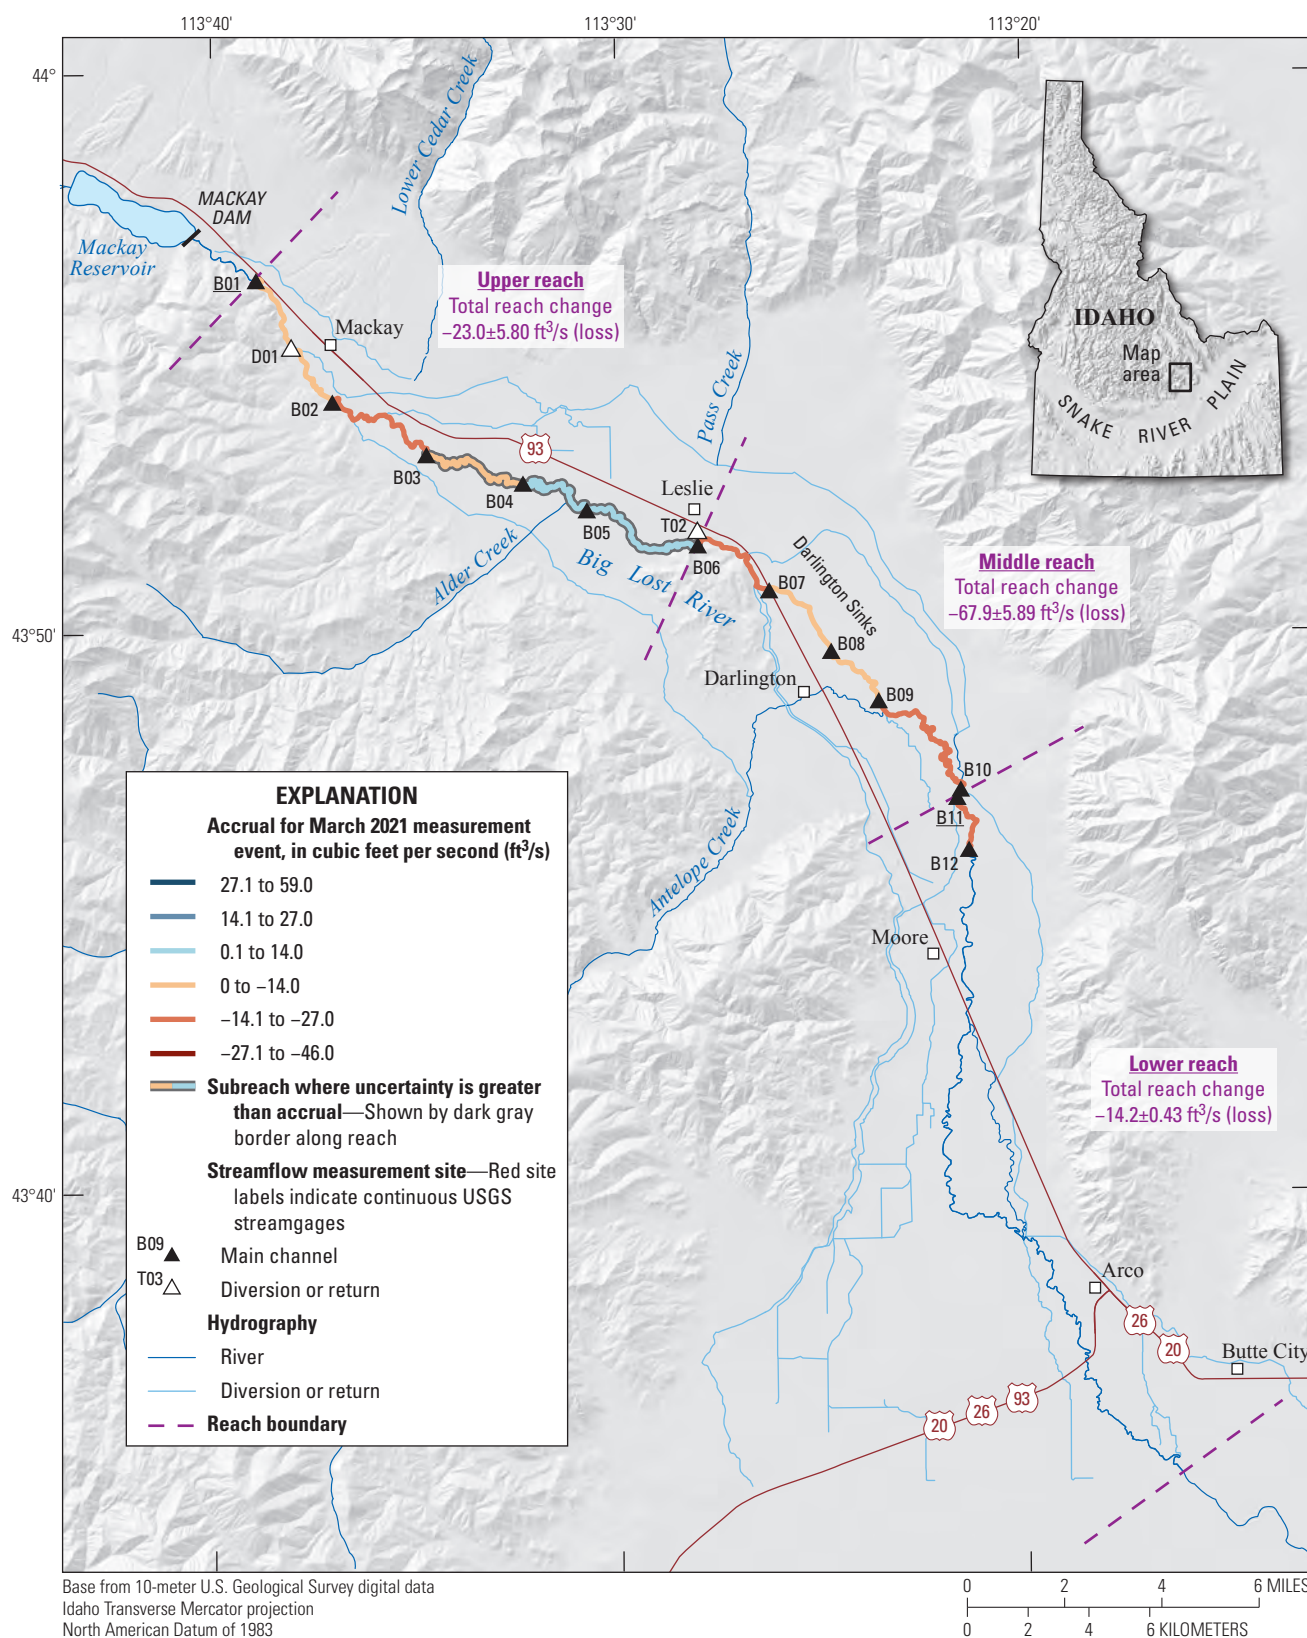 113°40'
113°30'
113°20'
44°
43°50'
43°40'
Lower Cedar Creek
MACKAY
DAM
Mackay
Reservoir
B01
Upper reach
Total reach change
−23.0±5.80 ft³/s (loss)
Mackay
D01
B02
Pass Creek
IDAHO
Map
area
SNAKE RIVER PLAIN
93
B03
B04
Leslie
T02
B05
B06
Alder Creek
Big Lost River
B07
Darlington Sinks
Middle reach
Total reach change
−67.9±5.89 ft³/s (loss)
B08
Darlington
B09
B10
B11
B12
Antelope Creek
Moore
Lower reach
Total reach change
−14.2±0.43 ft³/s (loss)
Arco
26
20
Butte City
93
26
20
EXPLANATION
Accrual for March 2021 measurement
event, in cubic feet per second (ft³/s)
27.1 to 59.0
14.1 to 27.0
0.1 to 14.0
0 to −14.0
−14.1 to −27.0
−27.1 to −46.0
Subreach where uncertainty is greater
than accrual—Shown by dark gray
border along reach
Streamflow measurement site—Red site
labels indicate continuous USGS
streamgages
B09
Main channel
T03
Diversion or return
Hydrography
River
Diversion or return
Reach boundary
Base from 10-meter U.S. Geological Survey digital data
Idaho Transverse Mercator projection
North American Datum of 1983
0 2 4 6 MILES
0 2 4 6 KILOMETERS